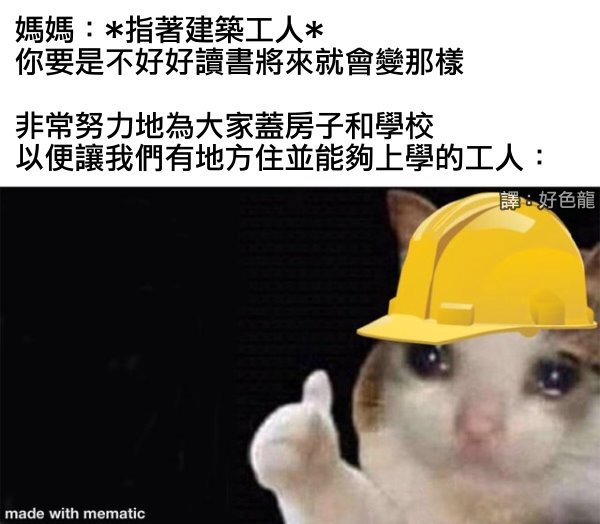 媽媽：*指著建築工人*
你要是不好好讀書將來就會變那樣
非常努力地為大家蓋房子和學校
以便讓我們有地方住並能夠上學的工人：
譯：好色龍
made with mematic